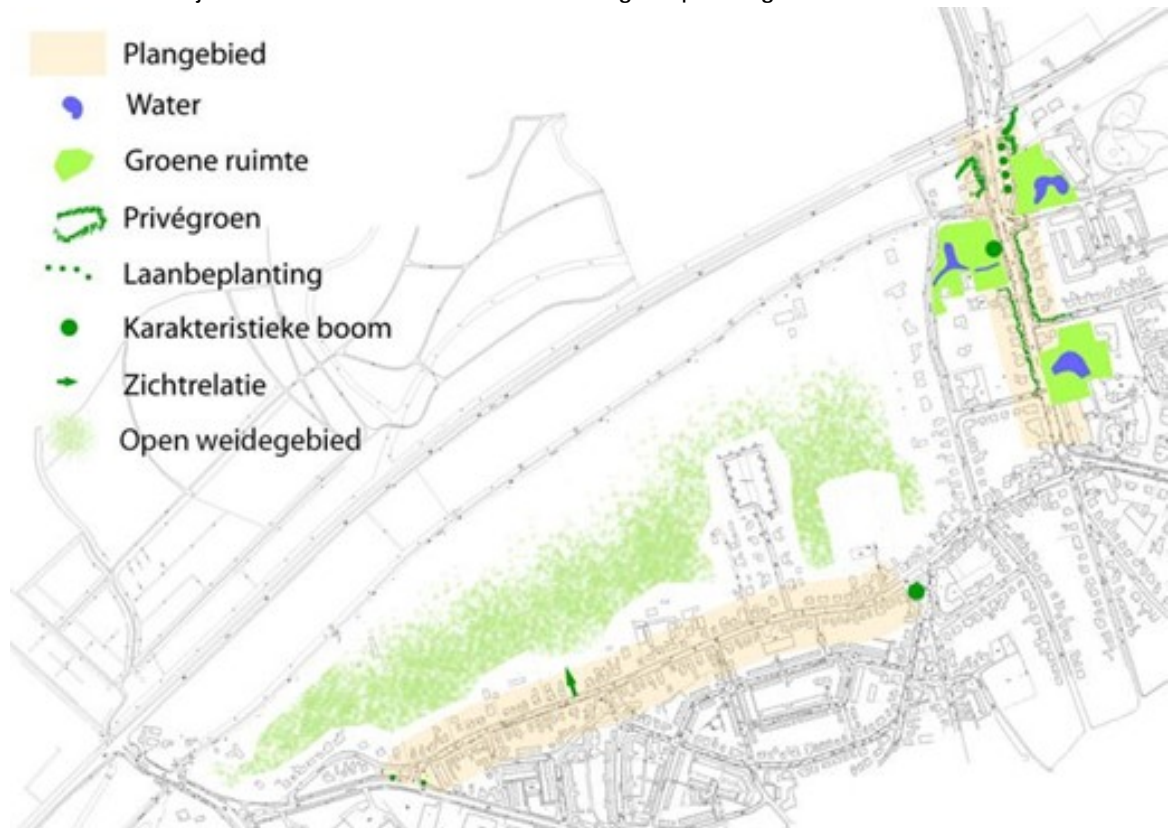 Plangebied
Water
Groene ruimte
Privégroen
Laanbeplanting
Karakteristieke boom
Zichtrelatie
Open weidegebied